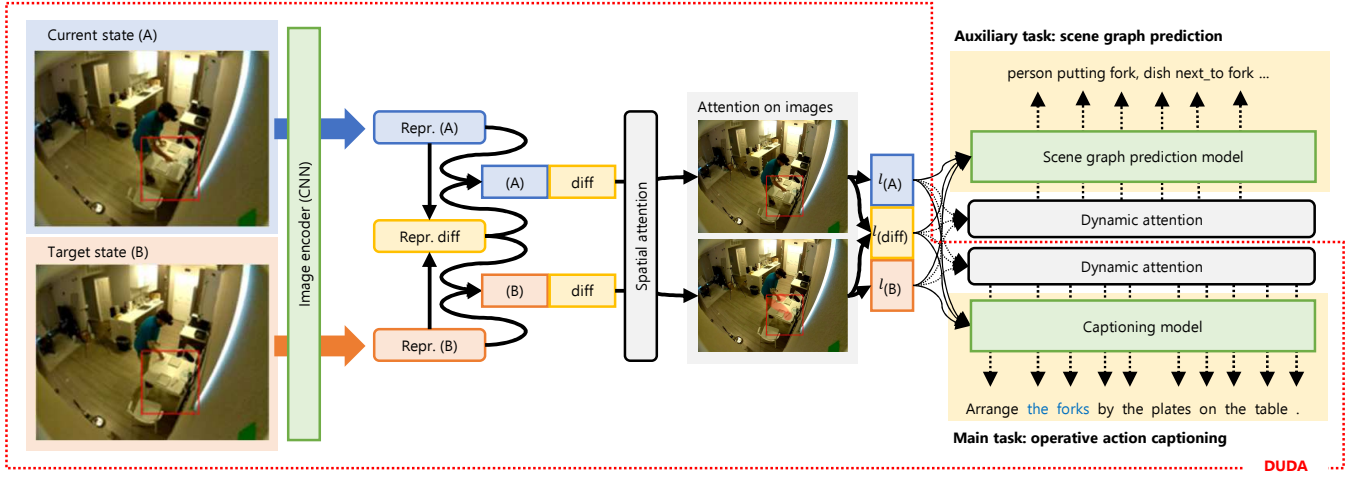 Current state (A)
Target state (B)
Image encoder (CNN)
Repr. (A)
Repr. diff
Repr. (B)
(A) diff
(B) diff
Spatial attention
Attention on images
l(A)
l(diff)
l(B)
Auxiliary task: scene graph prediction
person putting fork, dish next_to fork ...
Scene graph prediction model
Dynamic attention
Dynamic attention
Captioning model
Arrange the forks by the plates on the table .
Main task: operative action captioning
DUDA